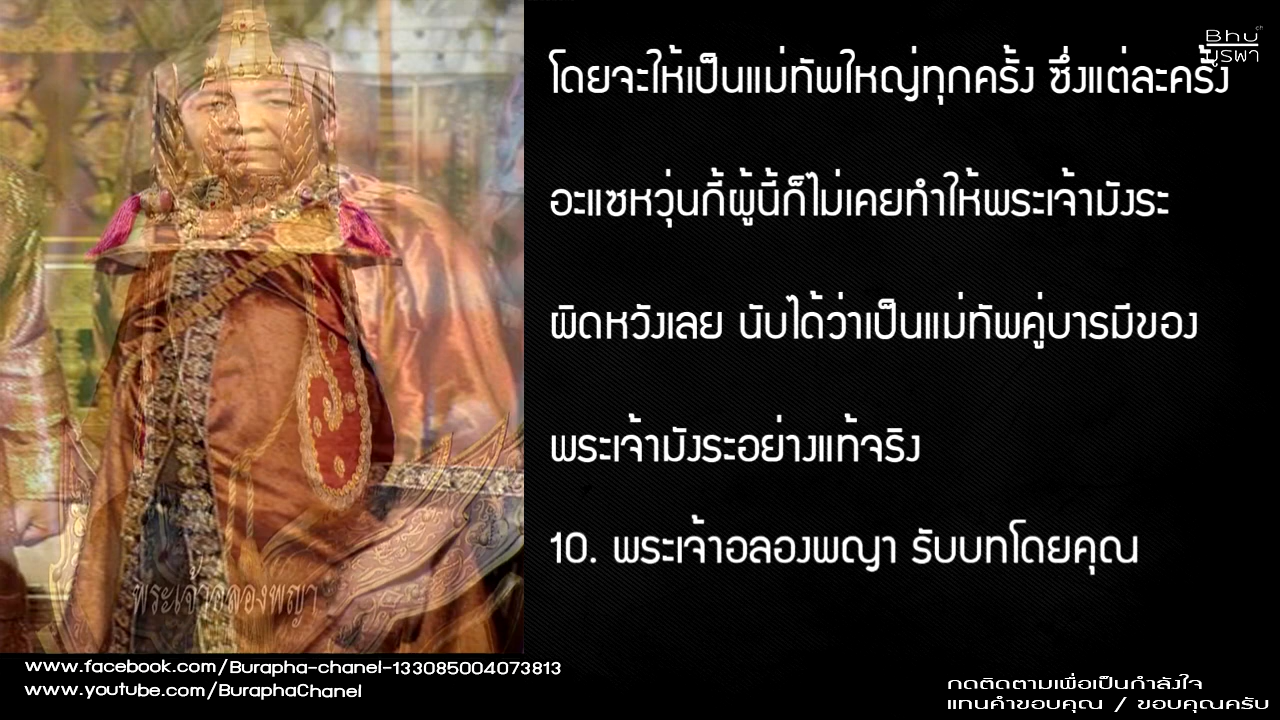 Bhu ch
บูรพา
โดยจะให้เป็นแม่ทัพใหญ่ทุกครั้ง ซึ่งแต่ละครั้ง
อะแซหวุ่นกี้ผู้นี้ก็ไม่เคยทำให้พระเจ้ามังระ
ผิดหวังเลย นับได้ว่าเป็นแม่ทัพคู่บารมีของ
พระเจ้ามังระอย่างแท้จริง
10. พระเจ้าอลองพญา รับบทโดยคุณ
พระเจ้าอลองพญา
www.facebook.com/Burapha-chanel-133085004073813
www.youtube.com/BuraphaChanel
กดติดตามเพื่อเป็นกำลังใจ
แทนคำขอบคุณ / ขอบคุณครับ